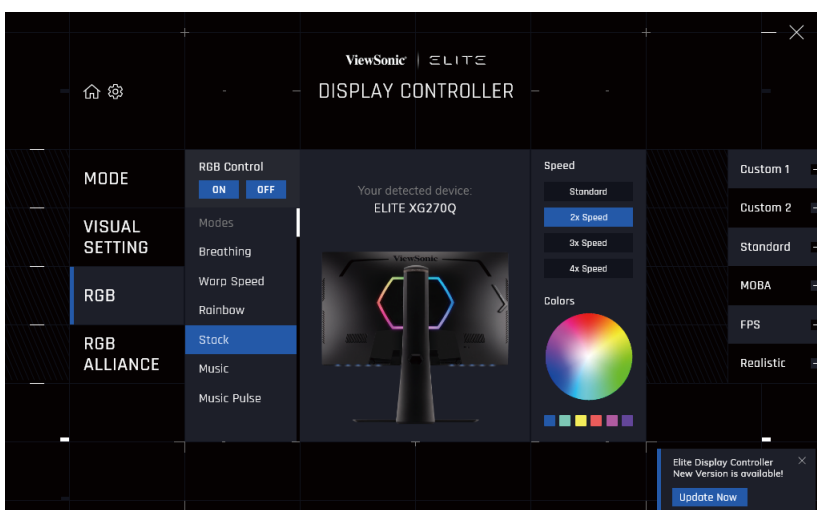 ViewSonic ELITE
DISPLAY CONTROLLER
MODE
VISUAL
SETTING
RGB
RGB
ALLIANCE
RGB Control
ON OFF
Modes
Breathing
Warp Speed
Rainbow
Stack
Music
Music Pulse
Your detected device:
ELITE XG270Q
ViewSonic
Speed
Standard
2x Speed
3x Speed
4x Speed
Colors
Custom 1
Custom 2
Standard
MOBA
FPS
Realistic
Elite Display Controller
New Version is available!
Update Now